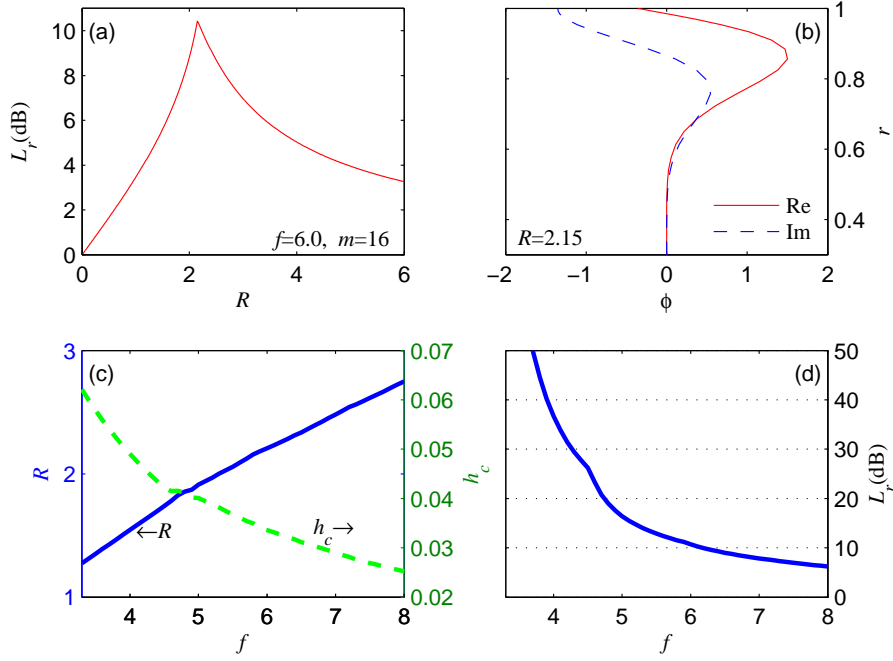 (a)
L_r(dB)
10
8
6
4
2
0
f=6.0, m=16
0 2 4 6
R
(b)
1
0.8
0.6
0.4
r
Re
Im
R=2.15
−2 −1 0 1 2
ϕ
(c)
3
2
1
R
0.07
0.06
0.05
0.04
0.03
0.02
h_c
←R
h_c→
4 5 6 7 8
f
(d)
50
40
30
20
10
0
L_r(dB)
4 5 6 7 8
f